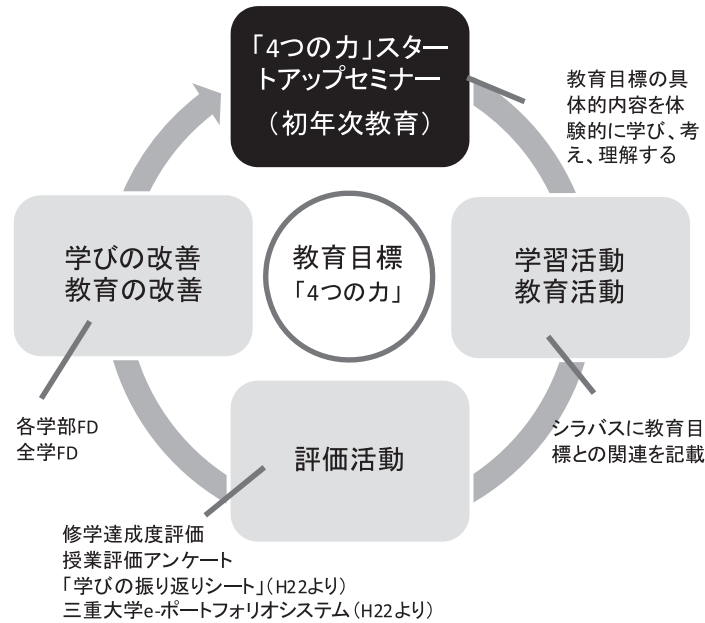 「4つの力」スター
トアップセミナー
（初年次教育）
教育目標の具
体的内容を体
験的に学び、考
え、理解する
学びの改善
教育の改善
教育目標
「4つの力」
学習活動
教育活動
各学部FD
全学FD
評価活動
シラバスに教育目
標との関連を記載
修学達成度評価
授業評価アンケート
「学びの振り返りシート」（H22より）
三重大学e-ポートフォリオシステム（H22より）